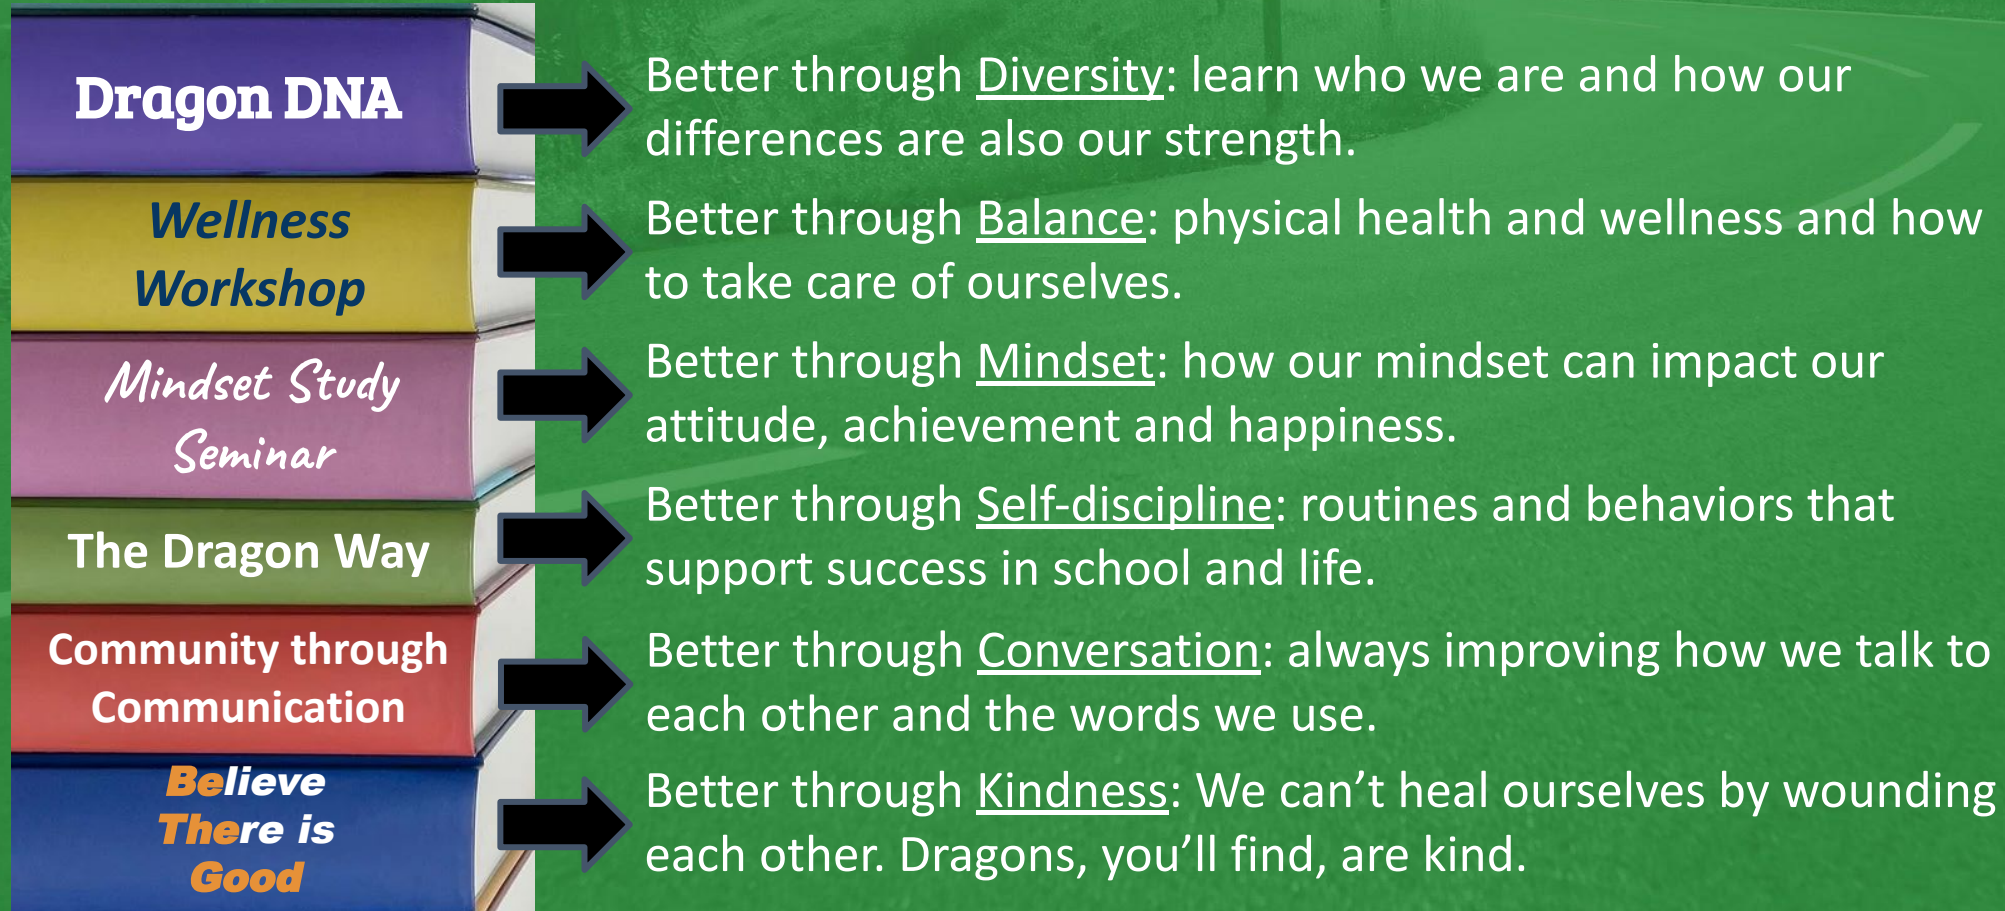 Dragon DNA
Better through Diversity: learn who we are and how our
differences are also our strength.
Wellness
Workshop
Better through Balance: physical health and wellness and how
to take care of ourselves.
Mindset Study
Seminar
Better through Mindset: how our mindset can impact our
attitude, achievement and happiness.
The Dragon Way
Better through Self-discipline: routines and behaviors that
support success in school and life.
Community through
Communication
Better through Conversation: always improving how we talk to
each other and the words we use.
Believe
There is
Good
Better through Kindness: We can’t heal ourselves by wounding
each other. Dragons, you’ll find, are kind.